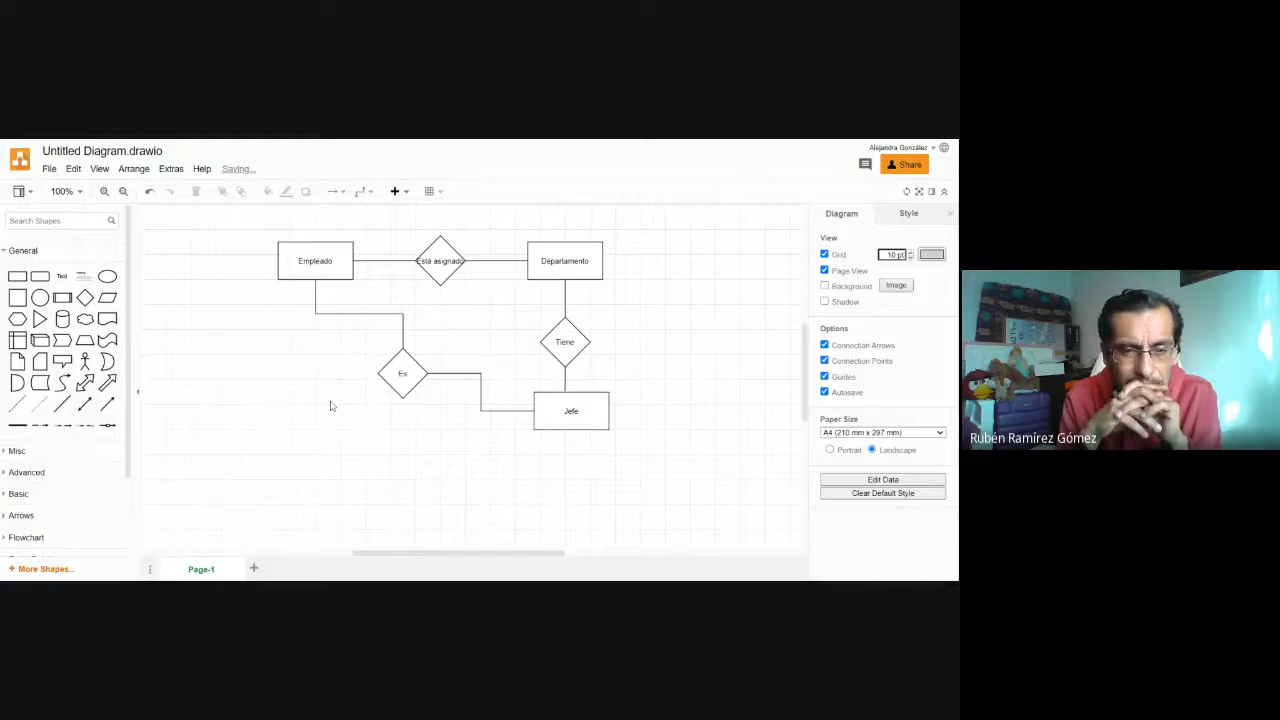 Untitled Diagram.drawio
Alejandra González
File Edit View Arrange Extras Help Saving...
Share
100%
Search Shapes
General
Text
Misc
Advanced
Basic
Arrows
Flowchart
+ More Shapes...
Empleado
Está asignado
Departamento
Tiene
Es
Jefe
Page-1
Diagram
Style
View
Grid
10 pt
Page View
Background
Image
Shadow
Options
Connection Arrows
Connection Points
Guides
Autosave
Paper Size
A4 (210 mm x 297 mm)
Portrait
Landscape
Edit Data
Clear Default Style
Rubén Ramírez Gómez